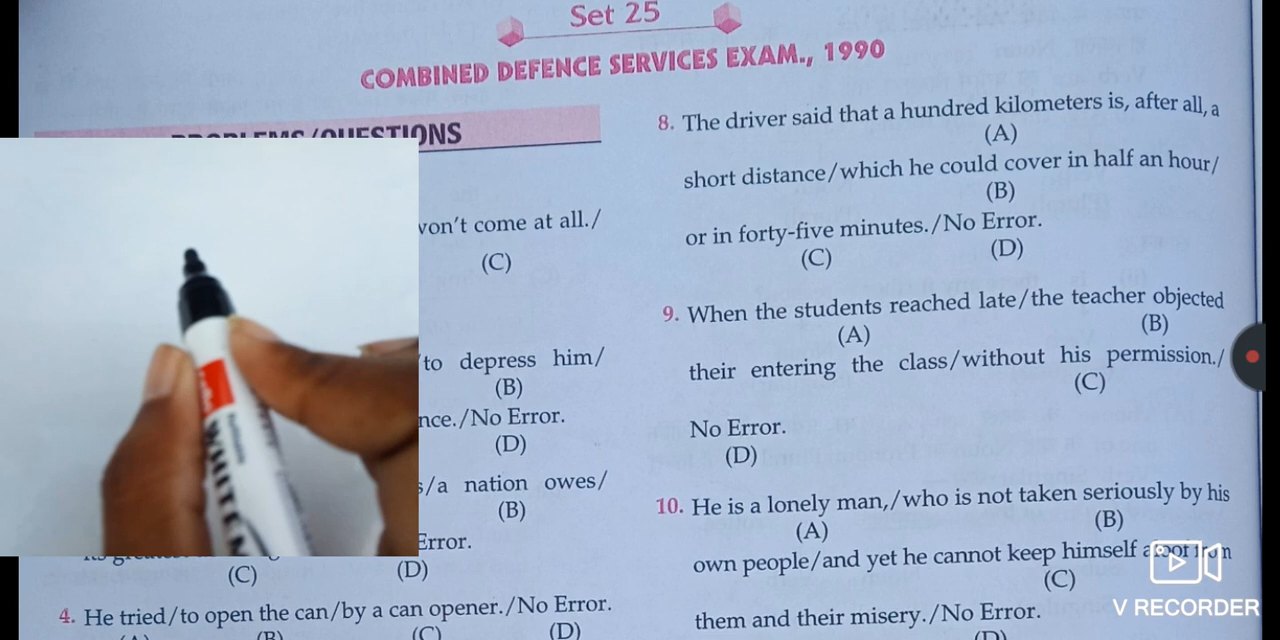 Set 25
COMBINED DEFENCE SERVICES EXAM., 1990
PROBLEMS/QUESTIONS
won't come at all./
(C)
to depress him/
(B)
/No Error.
(D)
/a nation owes/
(B)
Error.
(C) (D)
4. He tried/to open the can/by a can opener./No Error.
(A) (B) (C) (D)
8. The driver said that a hundred kilometers is, after all, a
(A)
short distance/which he could cover in half an hour/
(B)
or in forty-five minutes./No Error.
(C) (D)
9. When the students reached late/the teacher objected
(A) (B)
their entering the class/without his permission./
(C)
No Error.
(D)
10. He is a lonely man,/who is not taken seriously by his
(A) (B)
own people/and yet he cannot keep himself
(C)
them and their misery./No Error.
(D)
WHITE
V RECORDER